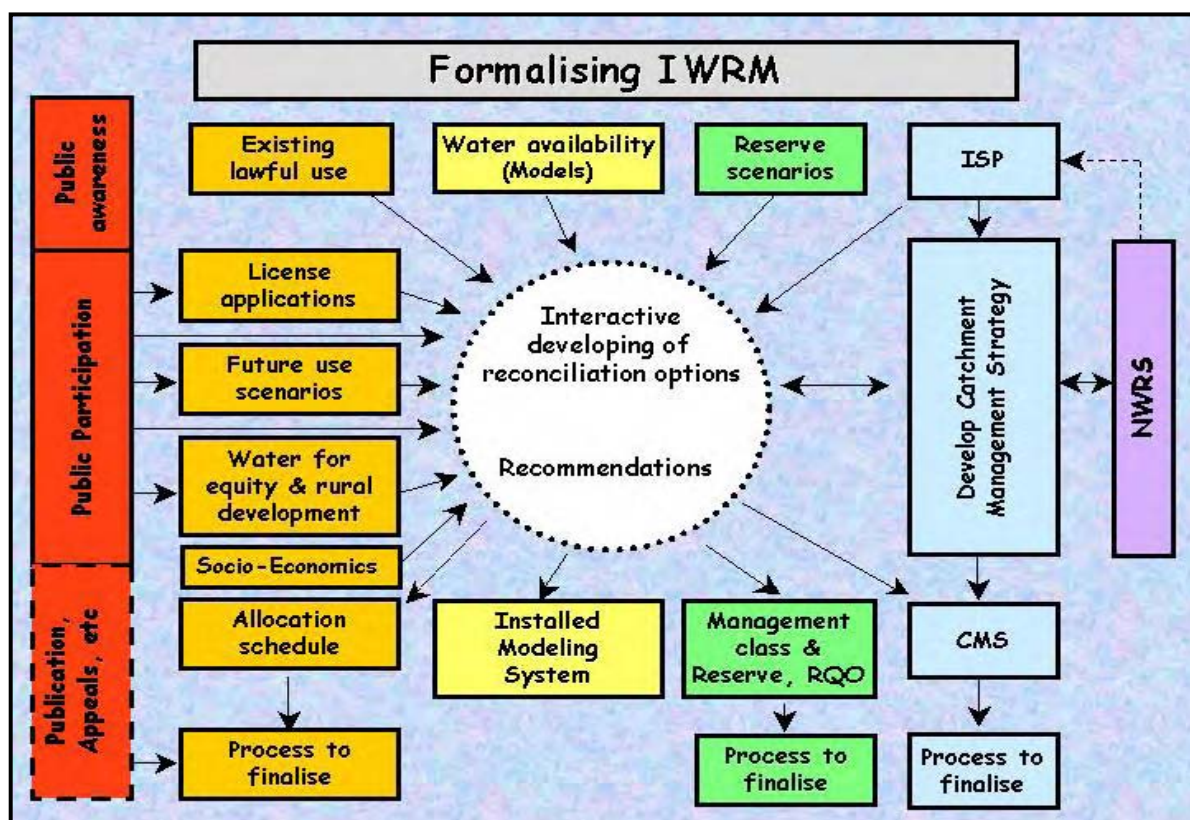 Formalising IWRM
Public
awareness
Public Participation
Publication,
Appeals, etc
Existing
lawful use
Water availability
(Models)
Reserve
scenarios
ISP
License
applications
Future use
scenarios
Water for
equity & rural
development
Socio-Economics
Allocation
schedule
Process to
finalise
Interactive
developing of
reconciliation options
Recommendations
Installed
Modeling
System
Management
class &
Reserve, RQO
Process to
finalise
Develop Catchment
Management Strategy
NWRS
CMS
Process to
finalise